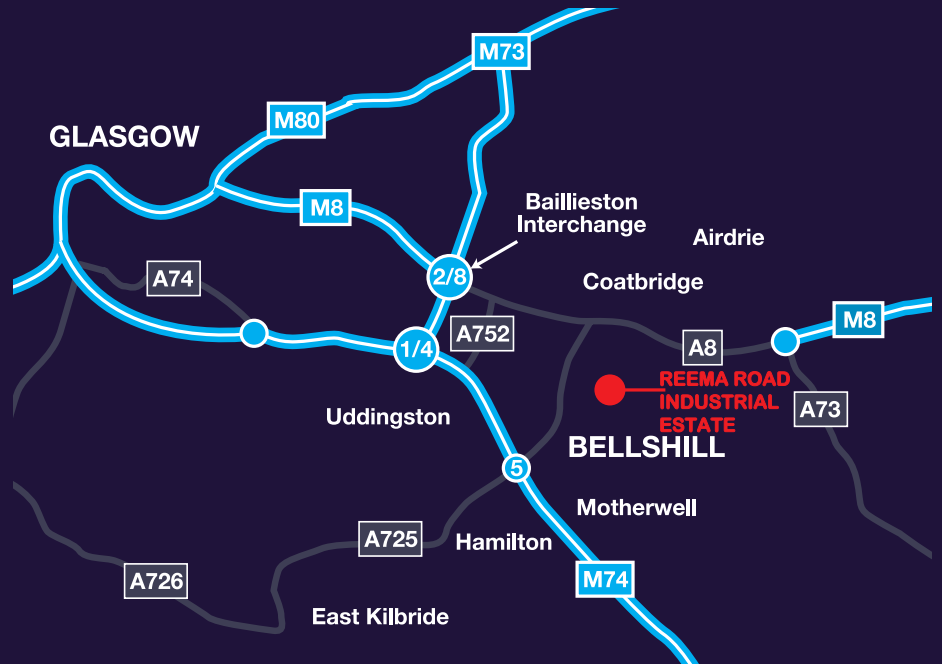 M73
M80
GLASGOW
M8
Baillieston
Interchange
Airdrie
2/8
A74
Coatbridge
M8
A752
1/4
A8
REEMA ROAD
INDUSTRIAL
ESTATE
A73
Uddingston
BELLSHILL
5
Motherwell
A725
Hamilton
A726
M74
East Kilbride